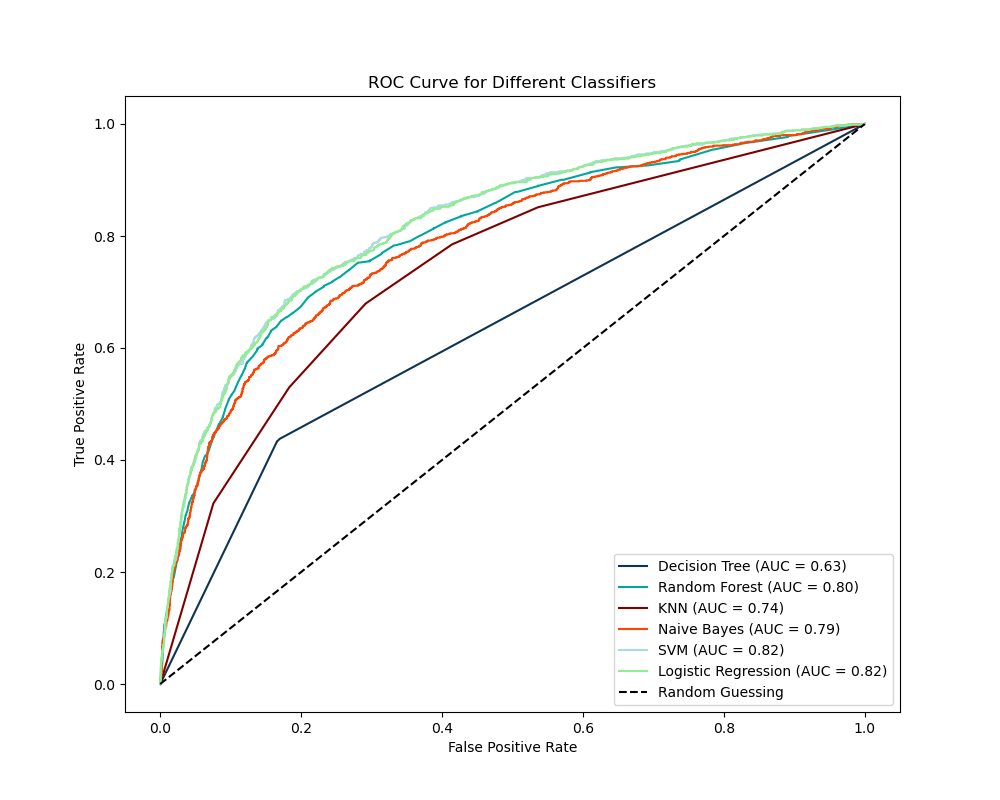 ROC Curve for Different Classifiers
1.0
0.8
0.6
0.4
0.2
0.0
True Positive Rate
0.0 0.2 0.4 0.6 0.8 1.0
False Positive Rate
Decision Tree (AUC = 0.63)
Random Forest (AUC = 0.80)
KNN (AUC = 0.74)
Naive Bayes (AUC = 0.79)
SVM (AUC = 0.82)
Logistic Regression (AUC = 0.82)
Random Guessing